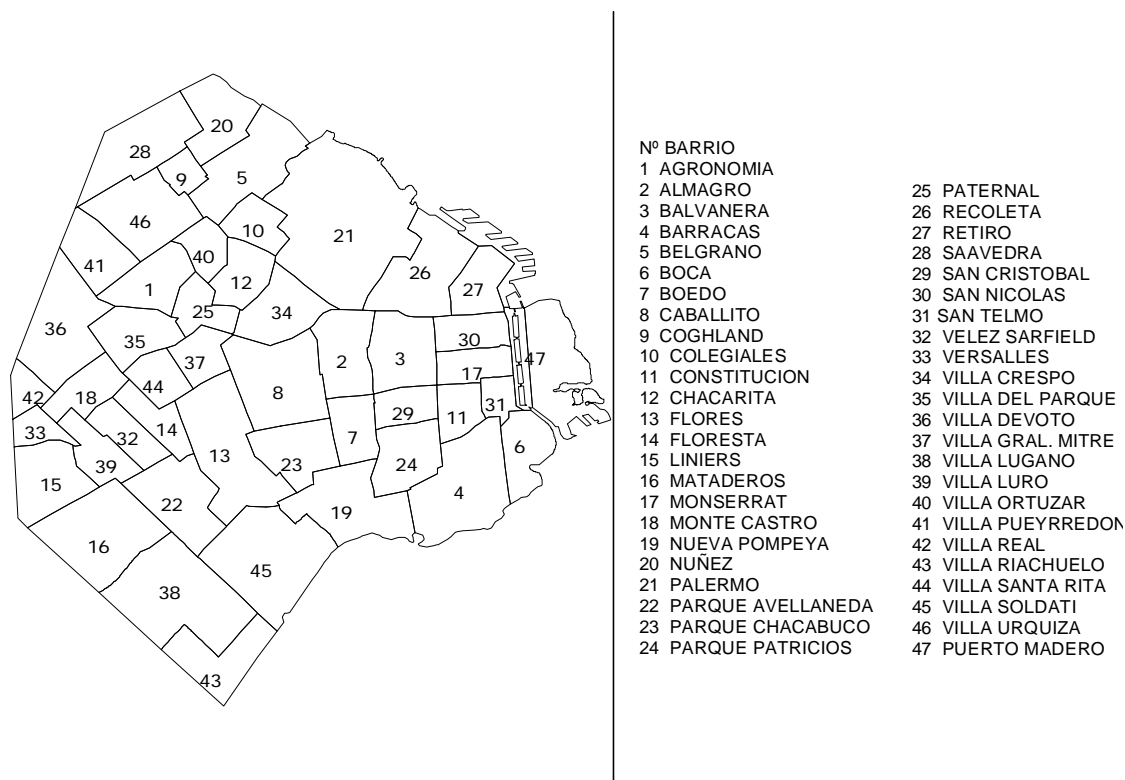 20
28
9
5
46
10
21
40
41
12
26
1
27
25
34
36
35
30
47
37
2
3
17
44
8
42
18
29
11
31
33
32
14
7
6
13
23
24
39
15
4
22
19
16
45
38
43
Nº BARRIO
1 AGRONOMIA
2 ALMAGRO
3 BALVANERA
4 BARRACAS
5 BELGRANO
6 BOCA
7 BOEDO
8 CABALLITO
9 COGHLAND
10 COLEGIALES
11 CONSTITUCION
12 CHACARITA
13 FLORES
14 FLORESTA
15 LINIERS
16 MATADEROS
17 MONSERRAT
18 MONTE CASTRO
19 NUEVA POMPEYA
20 NUÑEZ
21 PALERMO
22 PARQUE AVELLANEDA
23 PARQUE CHACABUCO
24 PARQUE PATRICIOS
25 PATERNAL
26 RECOLETA
27 RETIRO
28 SAAVEDRA
29 SAN CRISTOBAL
30 SAN NICOLAS
31 SAN TELMO
32 VELEZ SARFIELD
33 VERSALLES
34 VILLA CRESPO
35 VILLA DEL PARQUE
36 VILLA DEVOTO
37 VILLA GRAL. MITRE
38 VILLA LUGANO
39 VILLA LURO
40 VILLA ORTUZAR
41 VILLA PUEYRREDON
42 VILLA REAL
43 VILLA RIACHUELO
44 VILLA SANTA RITA
45 VILLA SOLDATI
46 VILLA URQUIZA
47 PUERTO MADERO